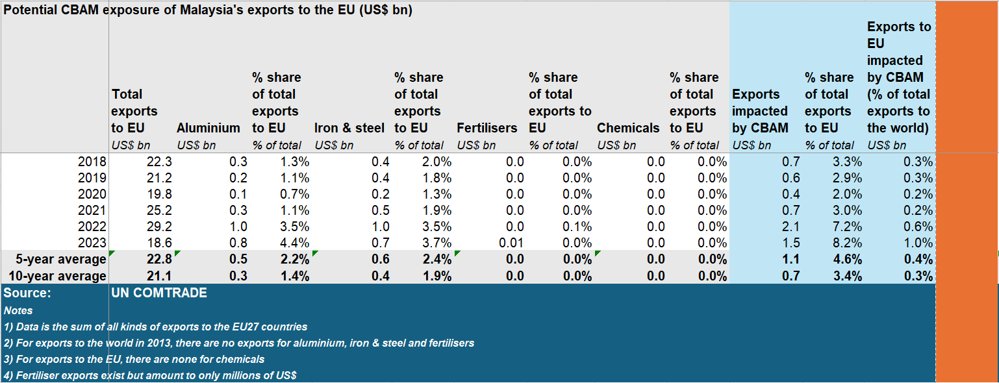 Potential CBAM exposure of Malaysia's exports to the EU (US$ bn)
Total exports to EU Aluminium % share of total exports to EU Iron & steel % share of total exports to EU Fertilisers % share of total exports to EU Chemicals % share of total exports to EU Exports impacted by CBAM % share of total exports to EU Exports to EU impacted by CBAM (% of total exports to the world)
US$ bn US$ bn % of total US$ bn % of total US$ bn % of total US$ bn % of total US$ bn % of total US$ bn
2018 22.3 0.3 1.3% 0.4 2.0% 0.0 0.0% 0.0 0.0% 0.7 3.3% 0.3%
2019 21.2 0.2 1.1% 0.4 1.8% 0.0 0.0% 0.0 0.0% 0.6 2.9% 0.3%
2020 19.8 0.1 0.7% 0.2 1.3% 0.0 0.0% 0.0 0.0% 0.4 2.0% 0.2%
2021 25.2 0.3 1.1% 0.5 1.9% 0.0 0.0% 0.0 0.0% 0.7 3.0% 0.2%
2022 29.2 1.0 3.5% 1.0 3.5% 0.0 0.1% 0.0 0.0% 2.1 7.2% 0.6%
2023 18.6 0.8 4.4% 0.7 3.7% 0.01 0.0% 0.0 0.0% 1.5 8.2% 1.0%
5-year average 22.8 0.5 2.2% 0.6 2.4% 0.0 0.0% 0.0 0.0% 1.1 4.6% 0.4%
10-year average 21.1 0.3 1.4% 0.4 1.9% 0.0 0.0% 0.0 0.0% 0.7 3.4% 0.3%
Source: UN COMTRADE
Notes
1) Data is the sum of all kinds of exports to the EU27 countries
2) For exports to the world in 2013, there are no exports for aluminium, iron & steel and fertilisers
3) For exports to the EU, there are none for chemicals
4) Fertiliser exports exist but amount to only millions of US$